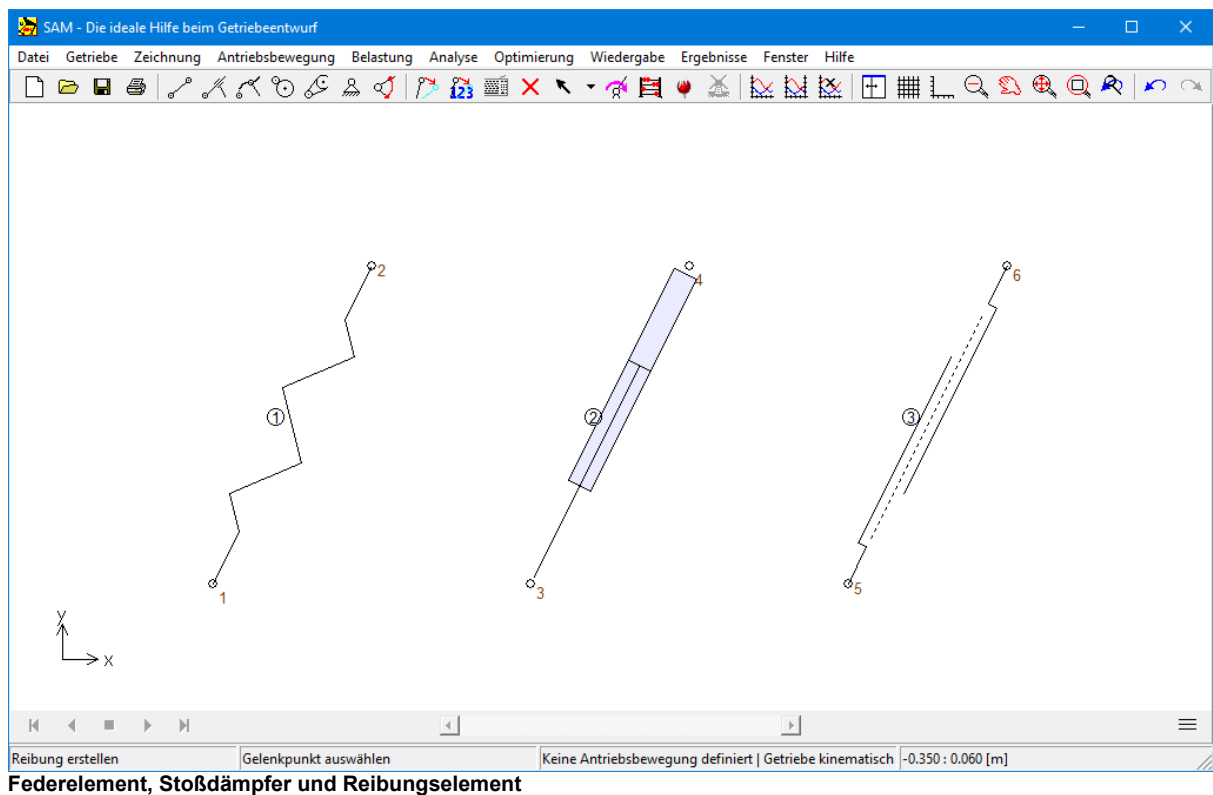 SAM - Die ideale Hilfe beim Getriebeentwurf
Datei Getriebe Zeichnung Antriebsbewegung Belastung Analyse Optimierung Wiedergabe Ergebnisse Fenster Hilfe
123
2
4
6
1
2
3
1
3
5
y
x
Reibung erstellen
Gelenkpunkt auswählen
Keine Antriebsbewegung definiert | Getriebe kinematisch
-0.350 : 0.060 [m]
Federelement, Stoßdämpfer und Reibungselement